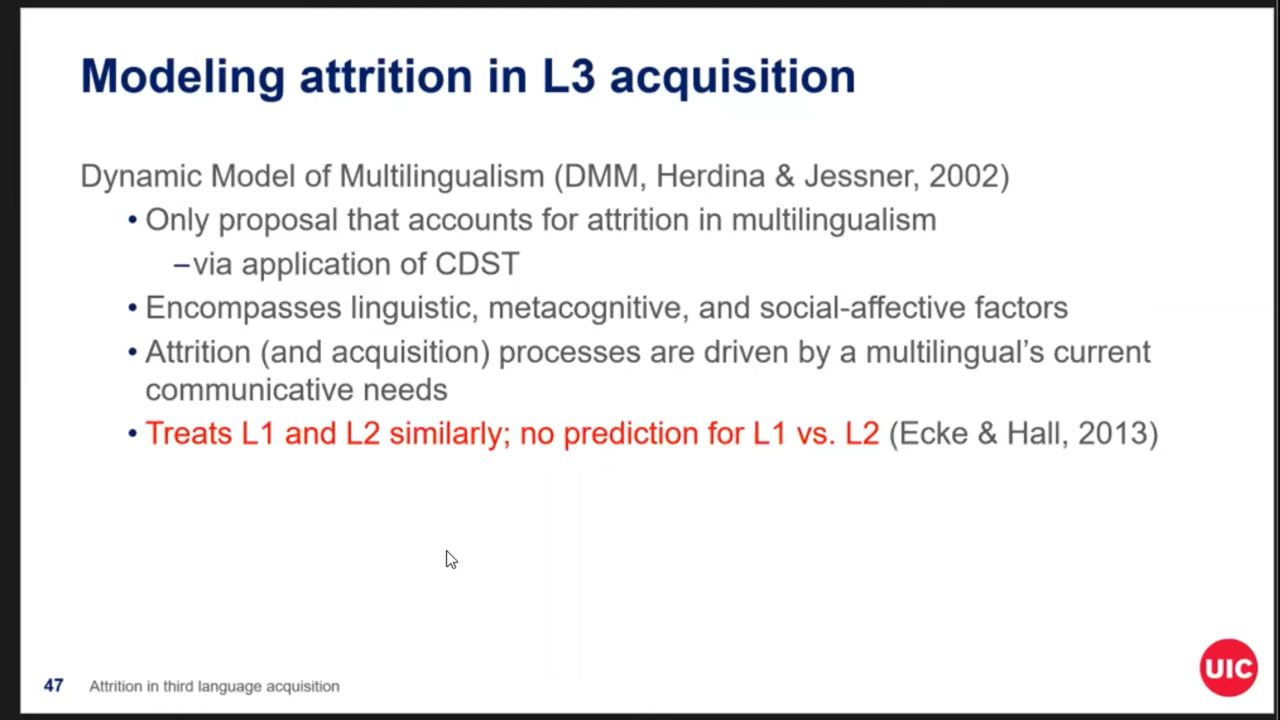 Modeling attrition in L3 acquisition
Dynamic Model of Multilingualism (DMM, Herdina & Jessner, 2002)
• Only proposal that accounts for attrition in multilingualism
–via application of CDST
• Encompasses linguistic, metacognitive, and social-affective factors
• Attrition (and acquisition) processes are driven by a multilingual’s current
communicative needs
• Treats L1 and L2 similarly; no prediction for L1 vs. L2 (Ecke & Hall, 2013)
47 Attrition in third language acquisition
UIC